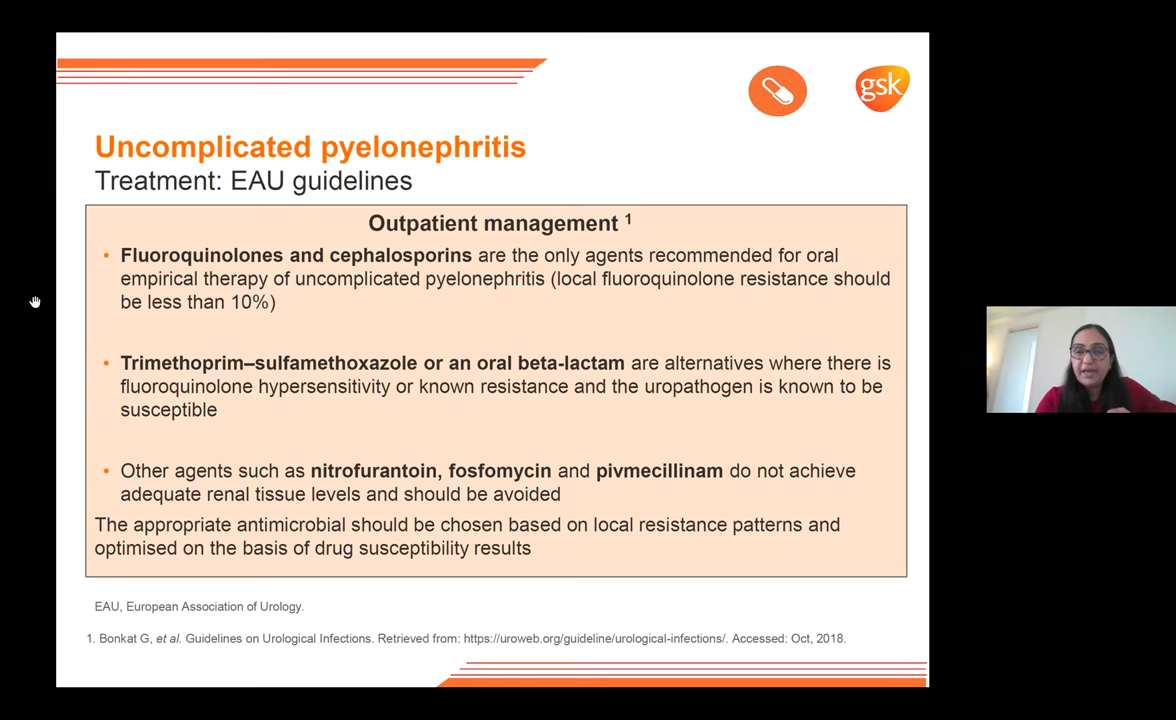 gsk
Uncomplicated pyelonephritis
Treatment: EAU guidelines
Outpatient management 1
• Fluoroquinolones and cephalosporins are the only agents recommended for oral
empirical therapy of uncomplicated pyelonephritis (local fluoroquinolone resistance should
be less than 10%)
• Trimethoprim–sulfamethoxazole or an oral beta-lactam are alternatives where there is
fluoroquinolone hypersensitivity or known resistance and the uropathogen is known to be
susceptible
• Other agents such as nitrofurantoin, fosfomycin and pivmecillinam do not achieve
adequate renal tissue levels and should be avoided
The appropriate antimicrobial should be chosen based on local resistance patterns and
optimised on the basis of drug susceptibility results
EAU, European Association of Urology.
1. Bonkat G, et al. Guidelines on Urological Infections. Retrieved from: https://uroweb.org/guideline/urological-infections/. Accessed: Oct, 2018.